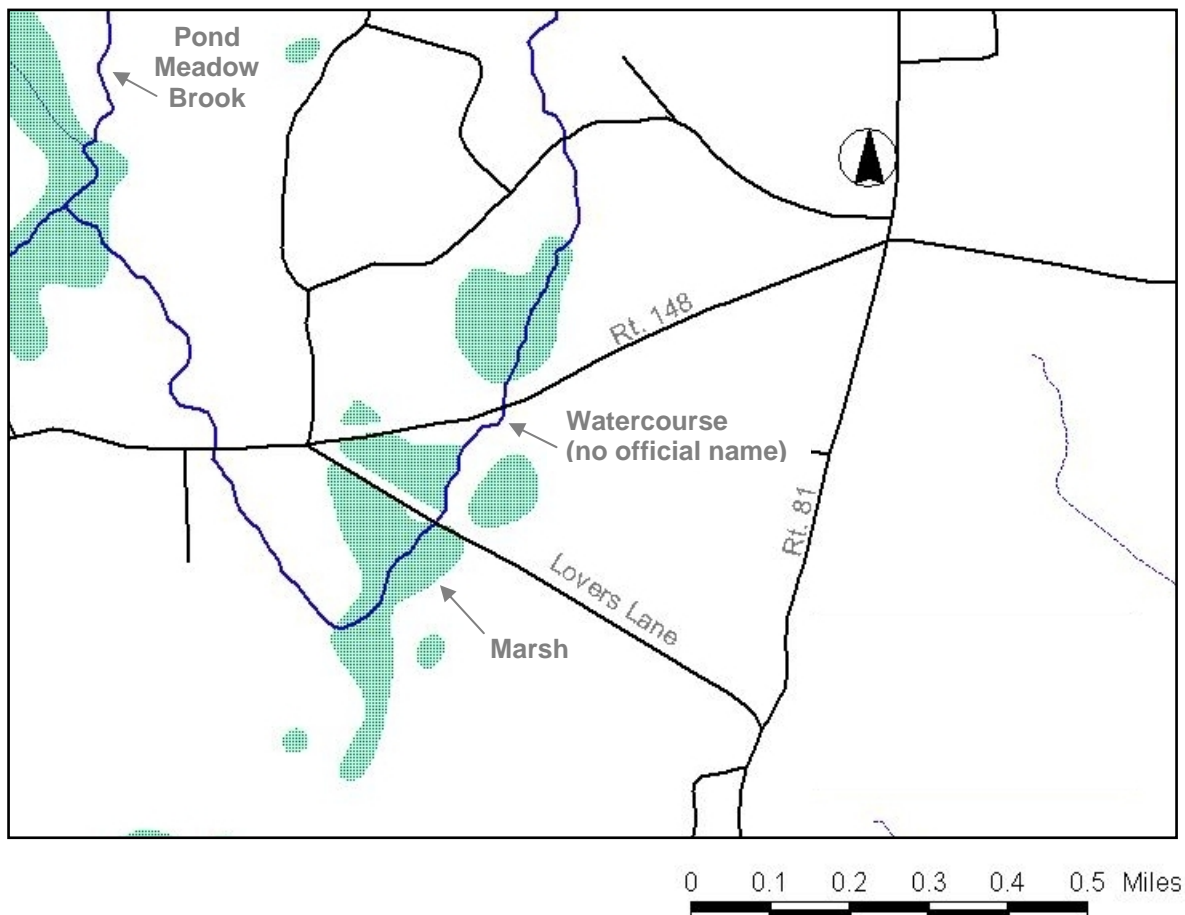 Pond
Meadow
Brook
Rt. 148
Watercourse
(no official name)
Rt. 81
Lovers Lane
Marsh
0 0.1 0.2 0.3 0.4 0.5 Miles